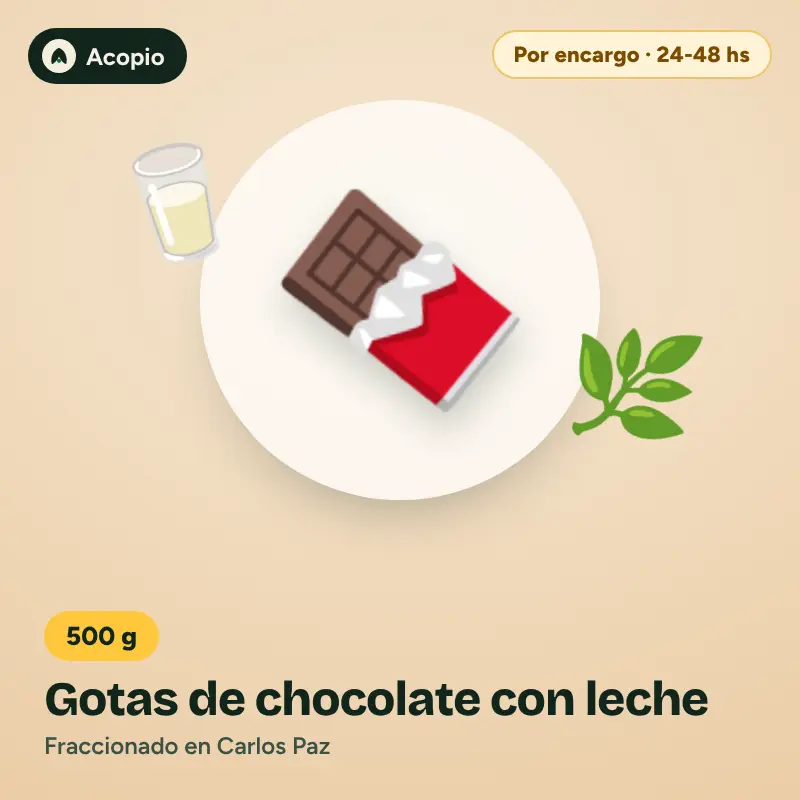 Acopio
Por encargo · 24-48 hs
500 g
Gotas de chocolate con leche
Fraccionado en Carlos Paz